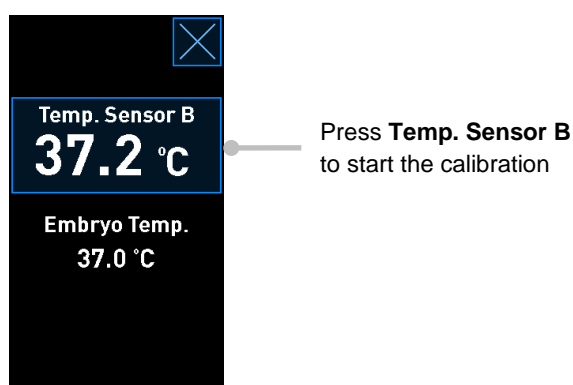 Temp. Sensor B
37.2 °C
Press Temp. Sensor B
to start the calibration
Embryo Temp.
37.0 °C